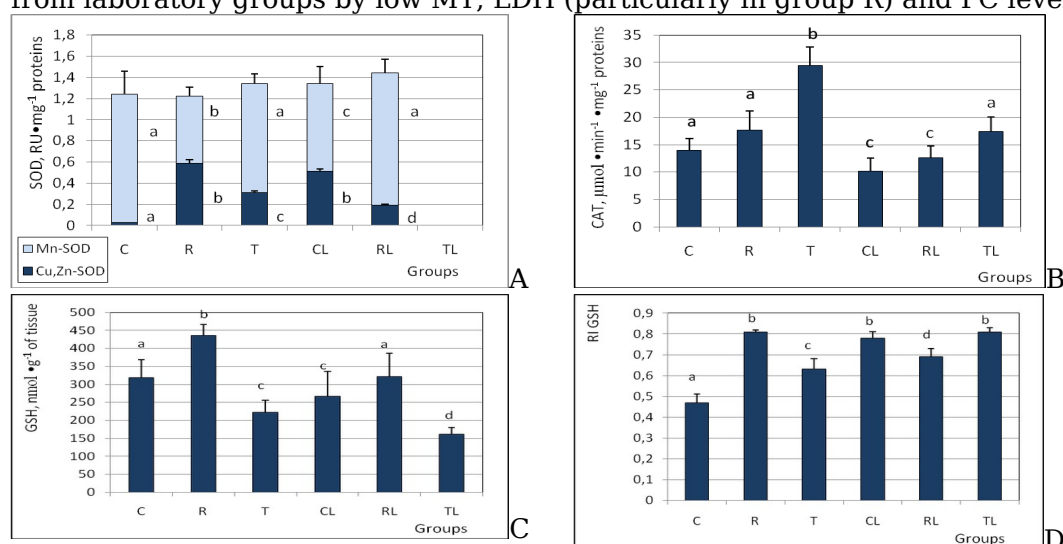 from laboratory groups by low MT, EDH (particularly in group R) and PC leve
SOD, RU•mg-1 proteins
1,8
1,6
1,4
1,2
1
0,8
0,6
0,4
0,2
0
a
b
a
c
a
a
b
c
b
d
C R T CL RL TL
Groups
Mn-SOD
Cu,Zn-SOD
A
CAT, µmol •min-1 •mg-1 proteins
35
30
25
20
15
10
5
0
a
a
b
c
c
a
C R T CL RL TL
Groups
B
GSH, nmol •g-1 of tissue
500
450
400
350
300
250
200
150
100
50
0
a
b
c
c
a
d
C R T CL RL TL
Groups
C
RI GSH
0,9
0,8
0,7
0,6
0,5
0,4
0,3
0,2
0,1
0
a
b
c
b
d
b
C R T CL RL TL
Groups
D